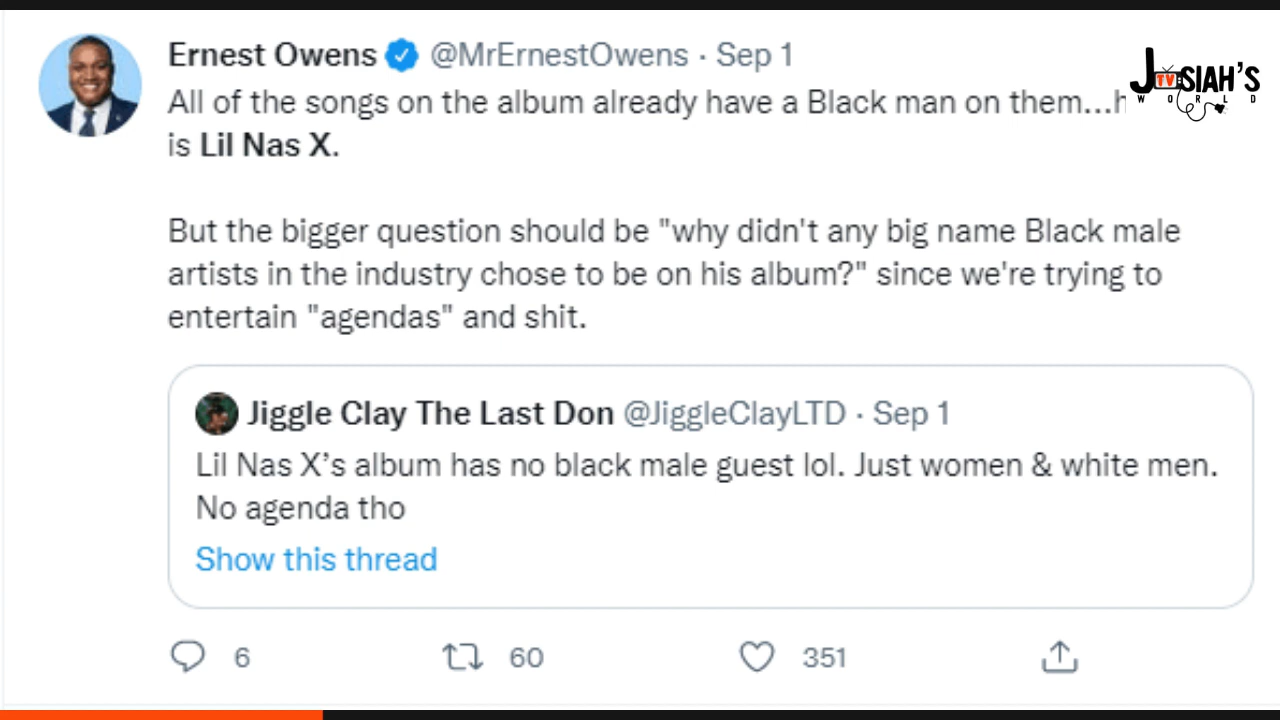 Ernest Owens @MrErnestOwens · Sep 1
All of the songs on the album already have a Black man on them...h
is Lil Nas X.
But the bigger question should be "why didn't any big name Black male
artists in the industry chose to be on his album?" since we're trying to
entertain "agendas" and shit.
Jiggle Clay The Last Don @JiggleClayLTD · Sep 1
Lil Nas X’s album has no black male guest lol. Just women & white men.
No agenda tho
Show this thread
6 60 351
JOSIAH'S
TV
WORLD